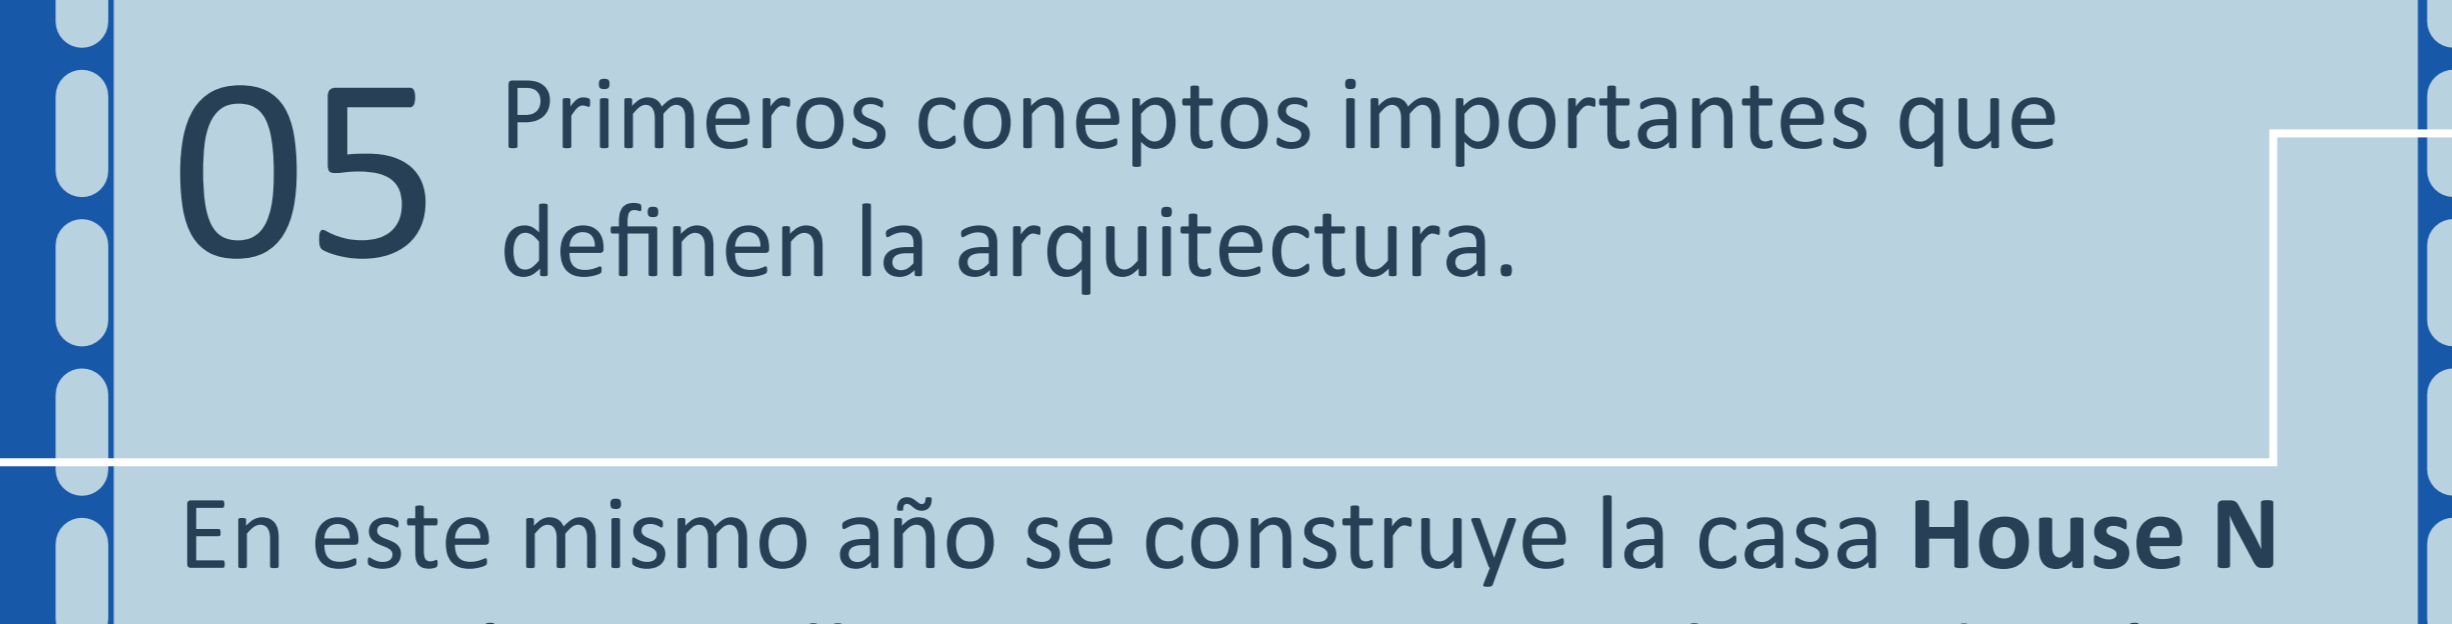 05 Primeros coneptos importantes que
definen la arquitectura.
En este mismo año se construye la casa House N